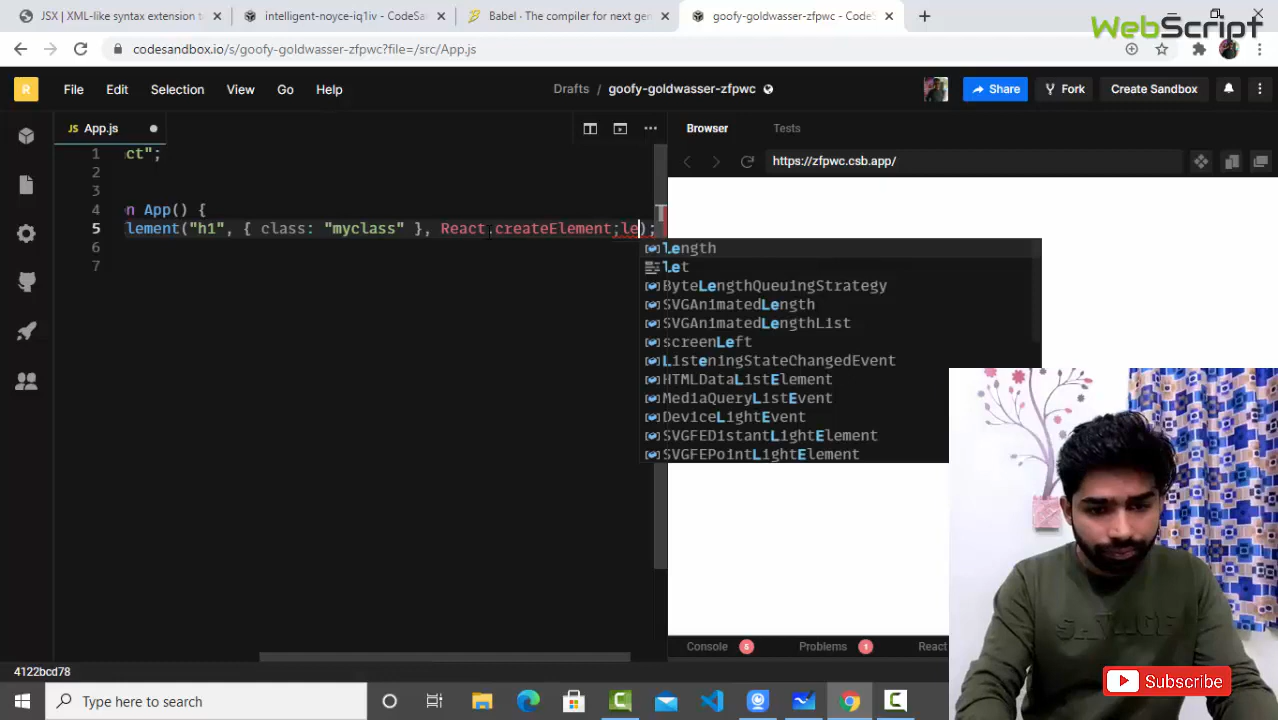 JSX | XML-like syntax extension t
intelligent-noyce-iq1iv - CodeSa
Babel · The compiler for next gen
goofy-goldwasser-zfpwc - CodeS
WebScript
codesandbox.io/s/goofy-goldwasser-zfpwc?file=/src/App.js
R File Edit Selection View Go Help
Drafts / goofy-goldwasser-zfpwc
Share Fork Create Sandbox
JS App.js
Browser Tests
https://zfpwc.csb.app/
1 ct";
2
3
4 n App() {
5 lement("h1", { class: "myclass" }, React.createElement;le);
6
7
length
let
ByteLengthQueuingStrategy
SVGAnimatedLength
SVGAnimatedLengthList
screenLeft
ListeningStateChangedEvent
HTMLDataListElement
MediaQueryListEvent
DeviceLightEvent
SVGFEDistantLightElement
SVGFEPointLightElement
Console 6 Problems 1 React
4122bcd78
Subscribe
Type here to search